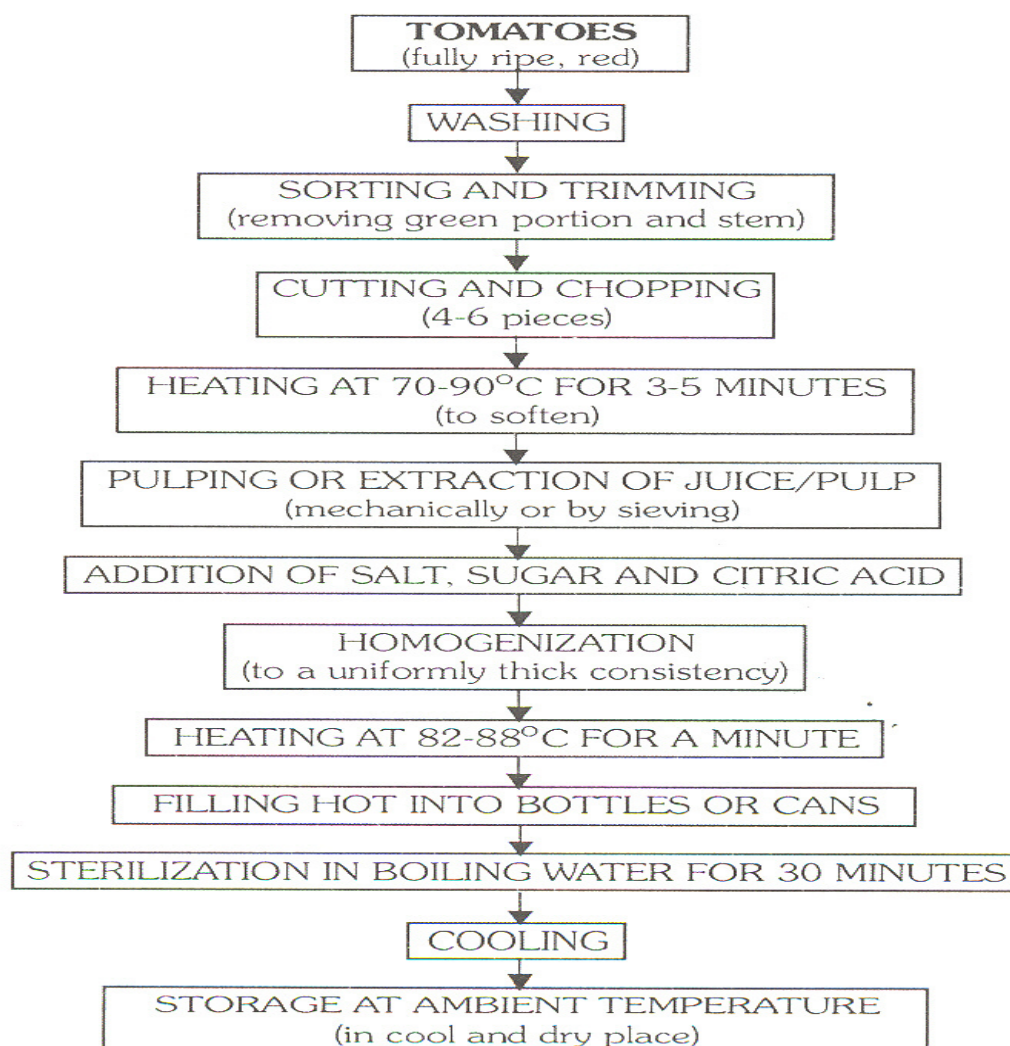 TOMATOES
(fully ripe, red)
WASHING
SORTING AND TRIMMING
(removing green portion and stem)
CUTTING AND CHOPPING
(4-6 pieces)
HEATING AT 70-90°C FOR 3-5 MINUTES
(to soften)
PULPING OR EXTRACTION OF JUICE/PULP
(mechanically or by sieving)
ADDITION OF SALT, SUGAR AND CITRIC ACID
HOMOGENIZATION
(to a uniformly thick consistency)
HEATING AT 82-88°C FOR A MINUTE
FILLING HOT INTO BOTTLES OR CANS
STERILIZATION IN BOILING WATER FOR 30 MINUTES
COOLING
STORAGE AT AMBIENT TEMPERATURE
(in cool and dry place)